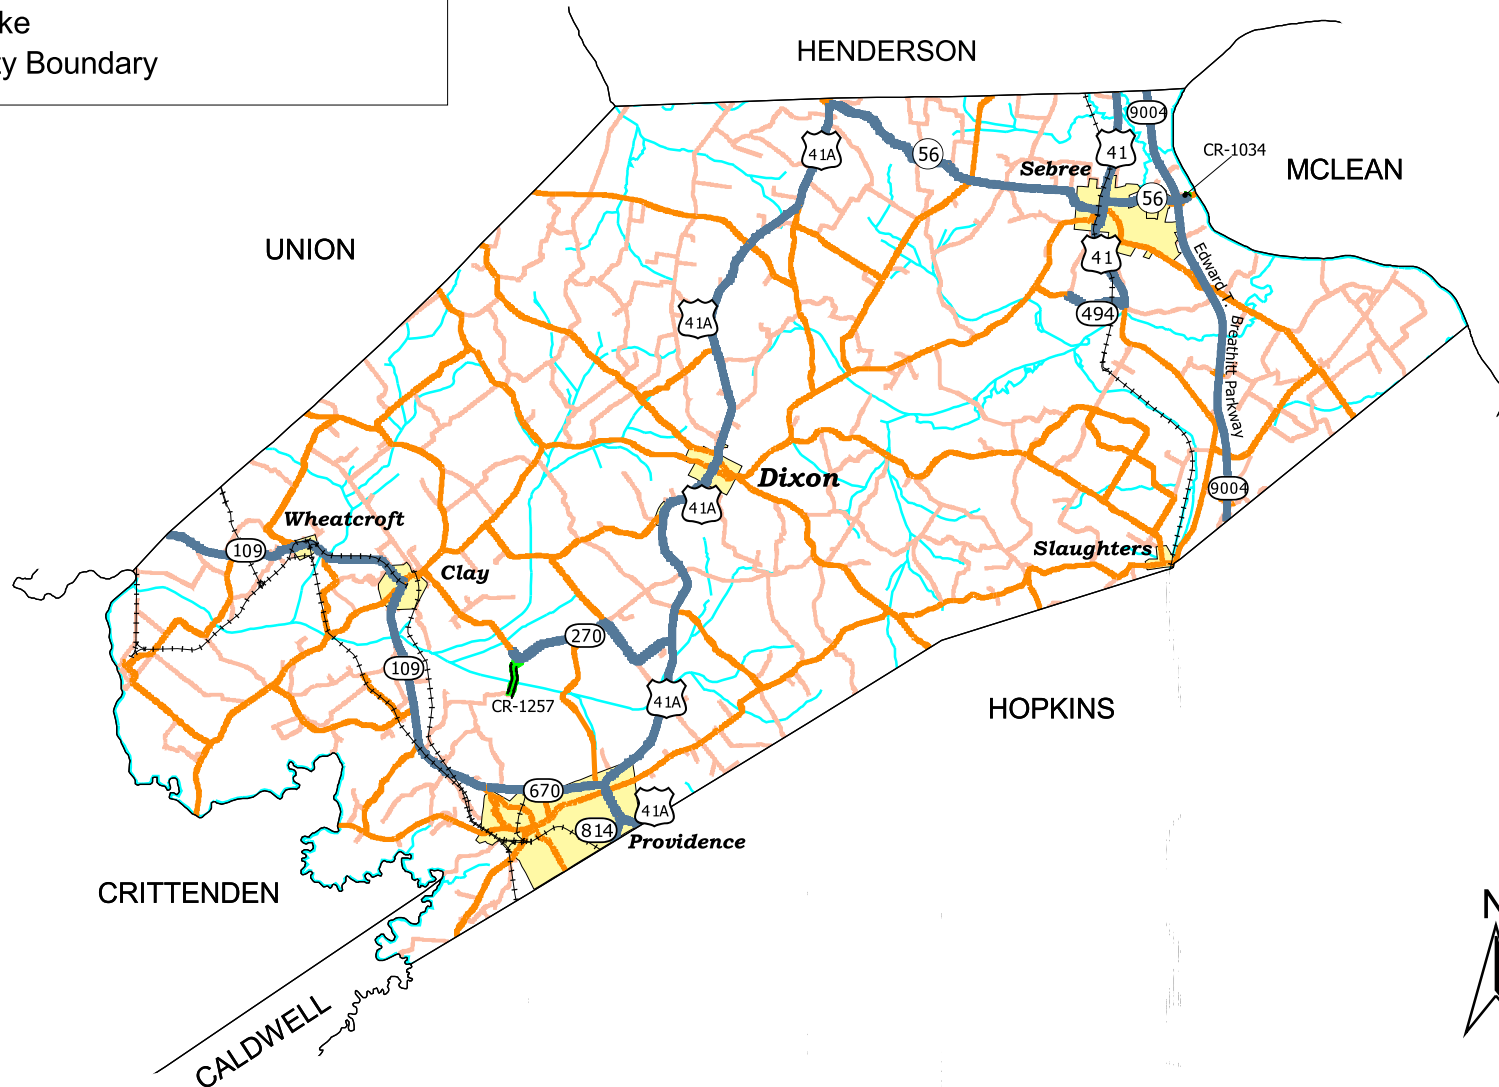 ke
y Boundary
HENDERSON
MCLEAN
UNION
9004
41A
56
41
CR-1034
Sebree
56
41
Edward T. Breathitt Parkway
494
41A
Dixon
41A
9004
Wheatcroft
109
Slaughters
Clay
270
109
41A
CR-1257
HOPKINS
670
41A
814
Providence
CRITTENDEN
N
CALDWELL